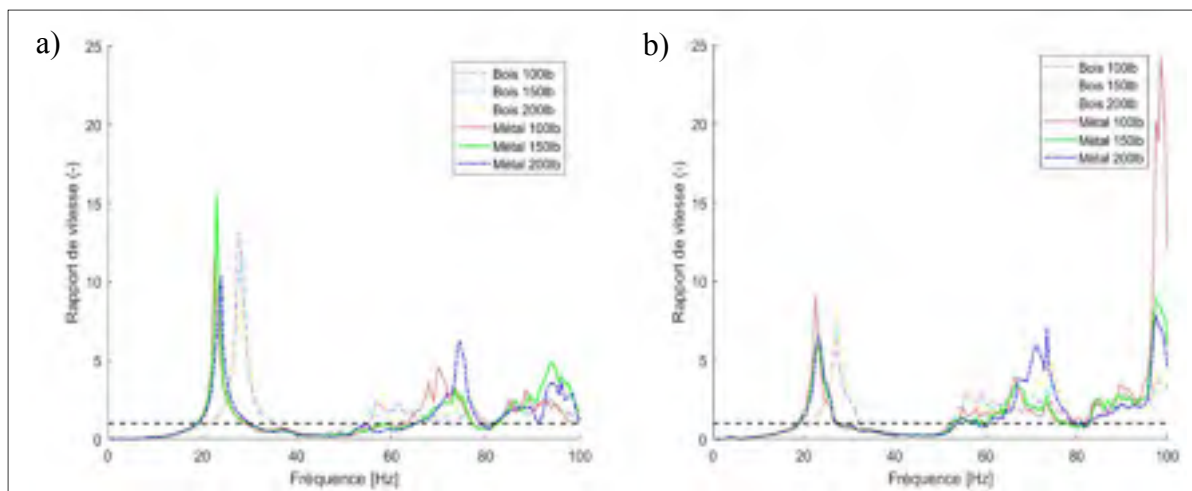 a)
25
20
15
10
5
0
Rapport de vitesse (-)
0 20 40 60 80 100
Fréquence [Hz]
Bois 100lb
Bois 150lb
Bois 200lb
Métal 100lb
Métal 150lb
Métal 200lb
b)
25
20
15
10
5
0
Rapport de vitesse (-)
0 20 40 60 80 100
Fréquence [Hz]
Bois 100lb
Bois 150lb
Bois 200lb
Métal 100lb
Métal 150lb
Métal 200lb